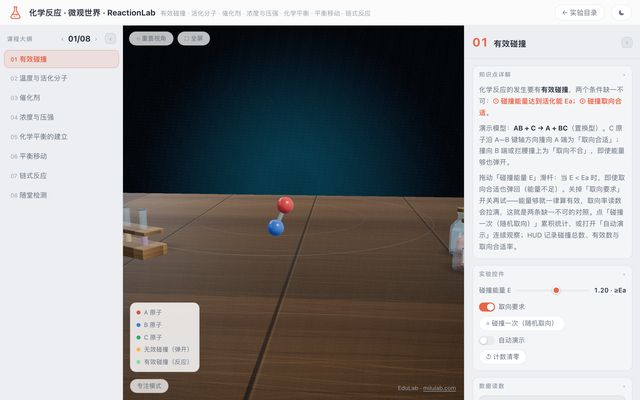 化学反应 · 微观世界 · ReactionLab
有效碰撞 · 活化分子 · 催化剂 · 浓度与压强 · 化学平衡 · 平衡移动 · 链式反应
← 实验目录
课程大纲
‹ 01/08 ›
01 有效碰撞
02 温度与活化分子
03 催化剂
04 浓度与压强
05 化学平衡的建立
06 平衡移动
07 链式反应
08 随堂检测
重置视角
全屏
A 原子
B 原子
C 原子
无效碰撞（弹开）
有效碰撞（反应）
专注模式
EduLab · milulab.com
01 有效碰撞
知识点详解
化学反应的发生要有有效碰撞，两个条件缺一不
可：① 碰撞能量达到活化能 Ea；② 碰撞取向合
适。
演示模型：AB + C → A + BC（置换型）。C 原
子沿 A—B 键轴方向撞向 A 端为「取向合适」；
撞向 B 端或拦腰撞上为「取向不合」，即使能量
够也弹开。
拖动「碰撞能量 E」滑杆：当 E < Ea 时，即使取
向合适也弹回（能量不足）。关掉「取向要求」
开关再试——能量够就一律算有效，取向率读数
会拉满，这就是两条缺一不可的对照。点「碰撞
一次（随机取向）」累积统计，或打开「自动演
示」连续观察；HUD 记录碰撞总数、有效数与
取向合适率。
实验控件
碰撞能量 E
1.20 · ≥Ea
取向要求
碰撞一次（随机取向）
自动演示
计数清零
数据读数